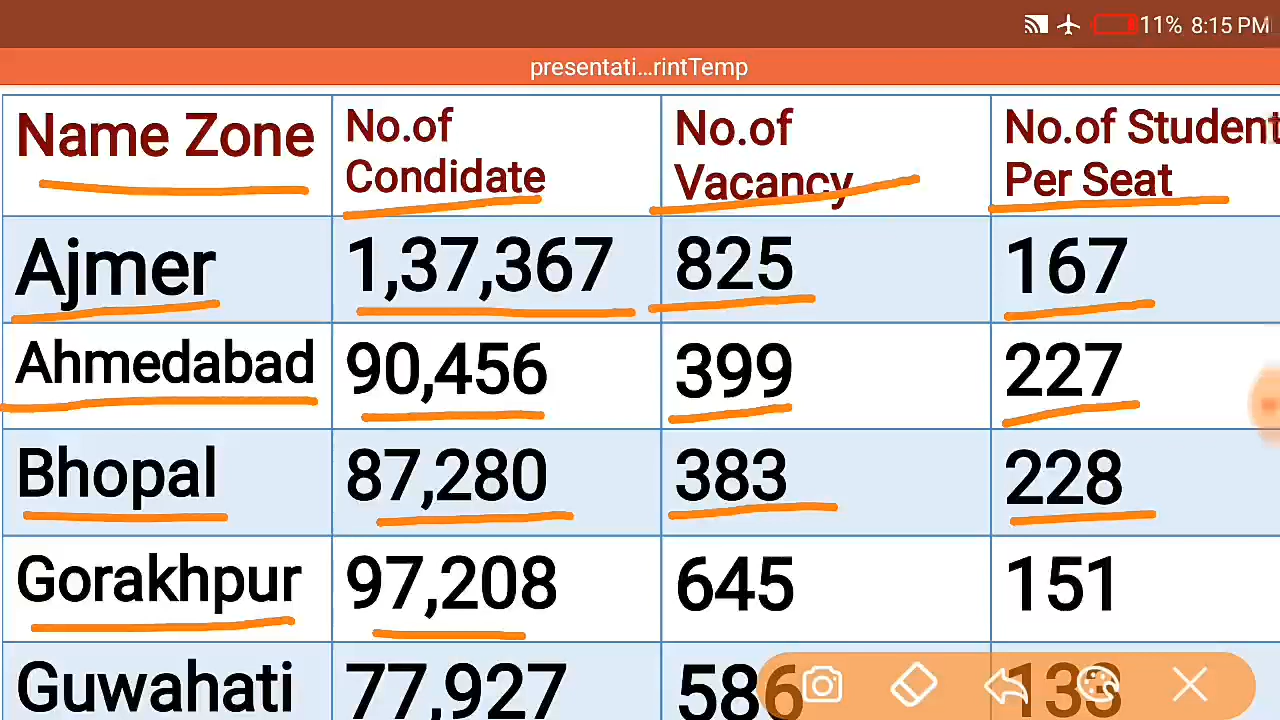 11% 8:15 PM
presentati...rintTemp
Name Zone
No.of
Condidate
No.of
Vacancy
No.of Student
Per Seat
Ajmer 1,37,367 825 167
Ahmedabad 90,456 399 227
Bhopal 87,280 383 228
Gorakhpur 97,208 645 151
Guwahati 77,927 586 133